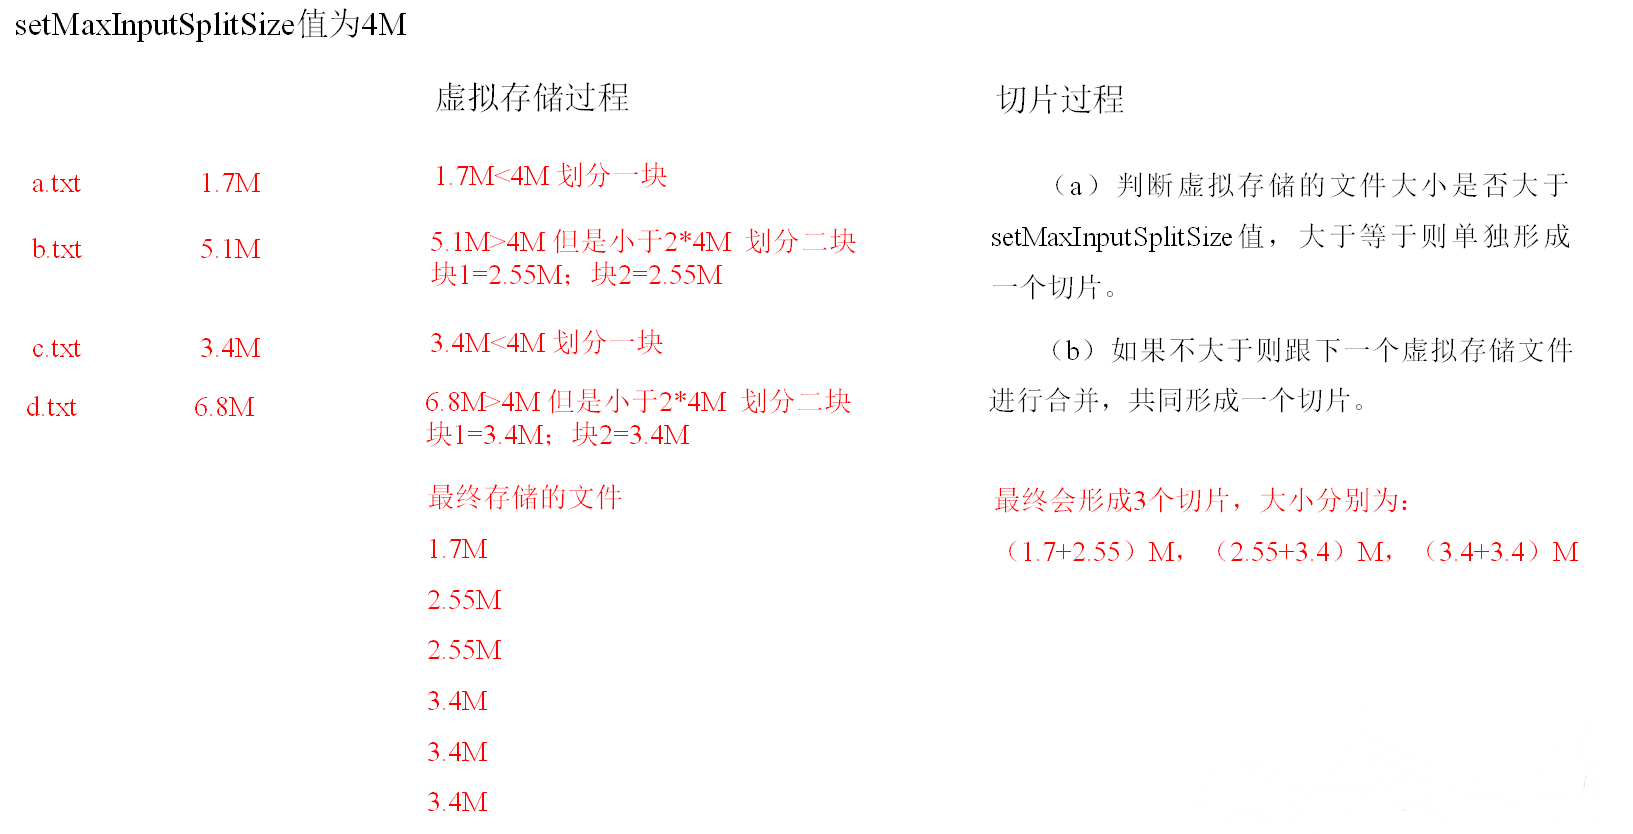 setMaxInputSplitSize值为4M
虚拟存储过程
切片过程
a.txt 1.7M 1.7M<4M 划分一块
b.txt 5.1M 5.1M>4M 但是小于2*4M 划分二块
块1=2.55M；块2=2.55M
c.txt 3.4M 3.4M<4M 划分一块
d.txt 6.8M 6.8M>4M 但是小于2*4M 划分二块
块1=3.4M；块2=3.4M
最终存储的文件
1.7M
2.55M
2.55M
3.4M
3.4M
3.4M
（a）判断虚拟存储的文件大小是否大于
setMaxInputSplitSize值，大于等于则单独形成
一个切片。
（b）如果不大于则跟下一个虚拟存储文件
进行合并，共同形成一个切片。
最终会形成3个切片，大小分别为：
（1.7+2.55）M，（2.55+3.4）M，（3.4+3.4）M